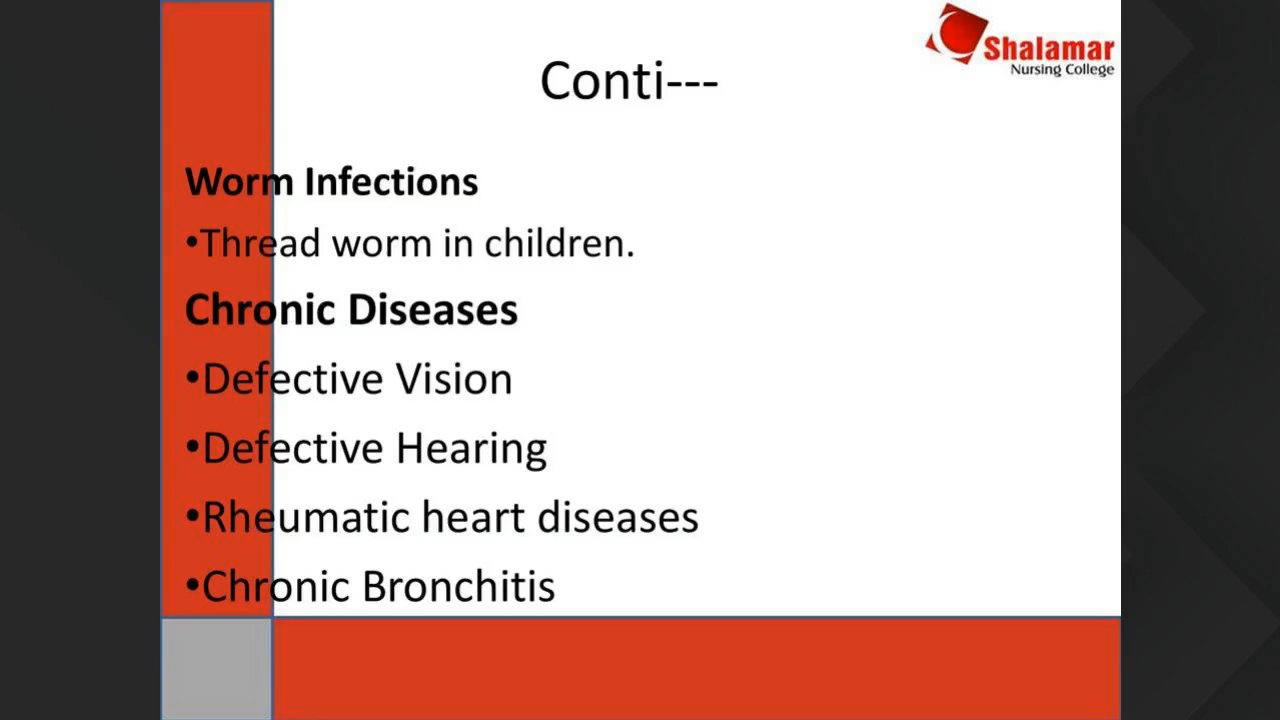 Shalamar
Nursing College
Conti---
Worm Infections
•Thread worm in children.
Chronic Diseases
•Defective Vision
•Defective Hearing
•Rheumatic heart diseases
•Chronic Bronchitis